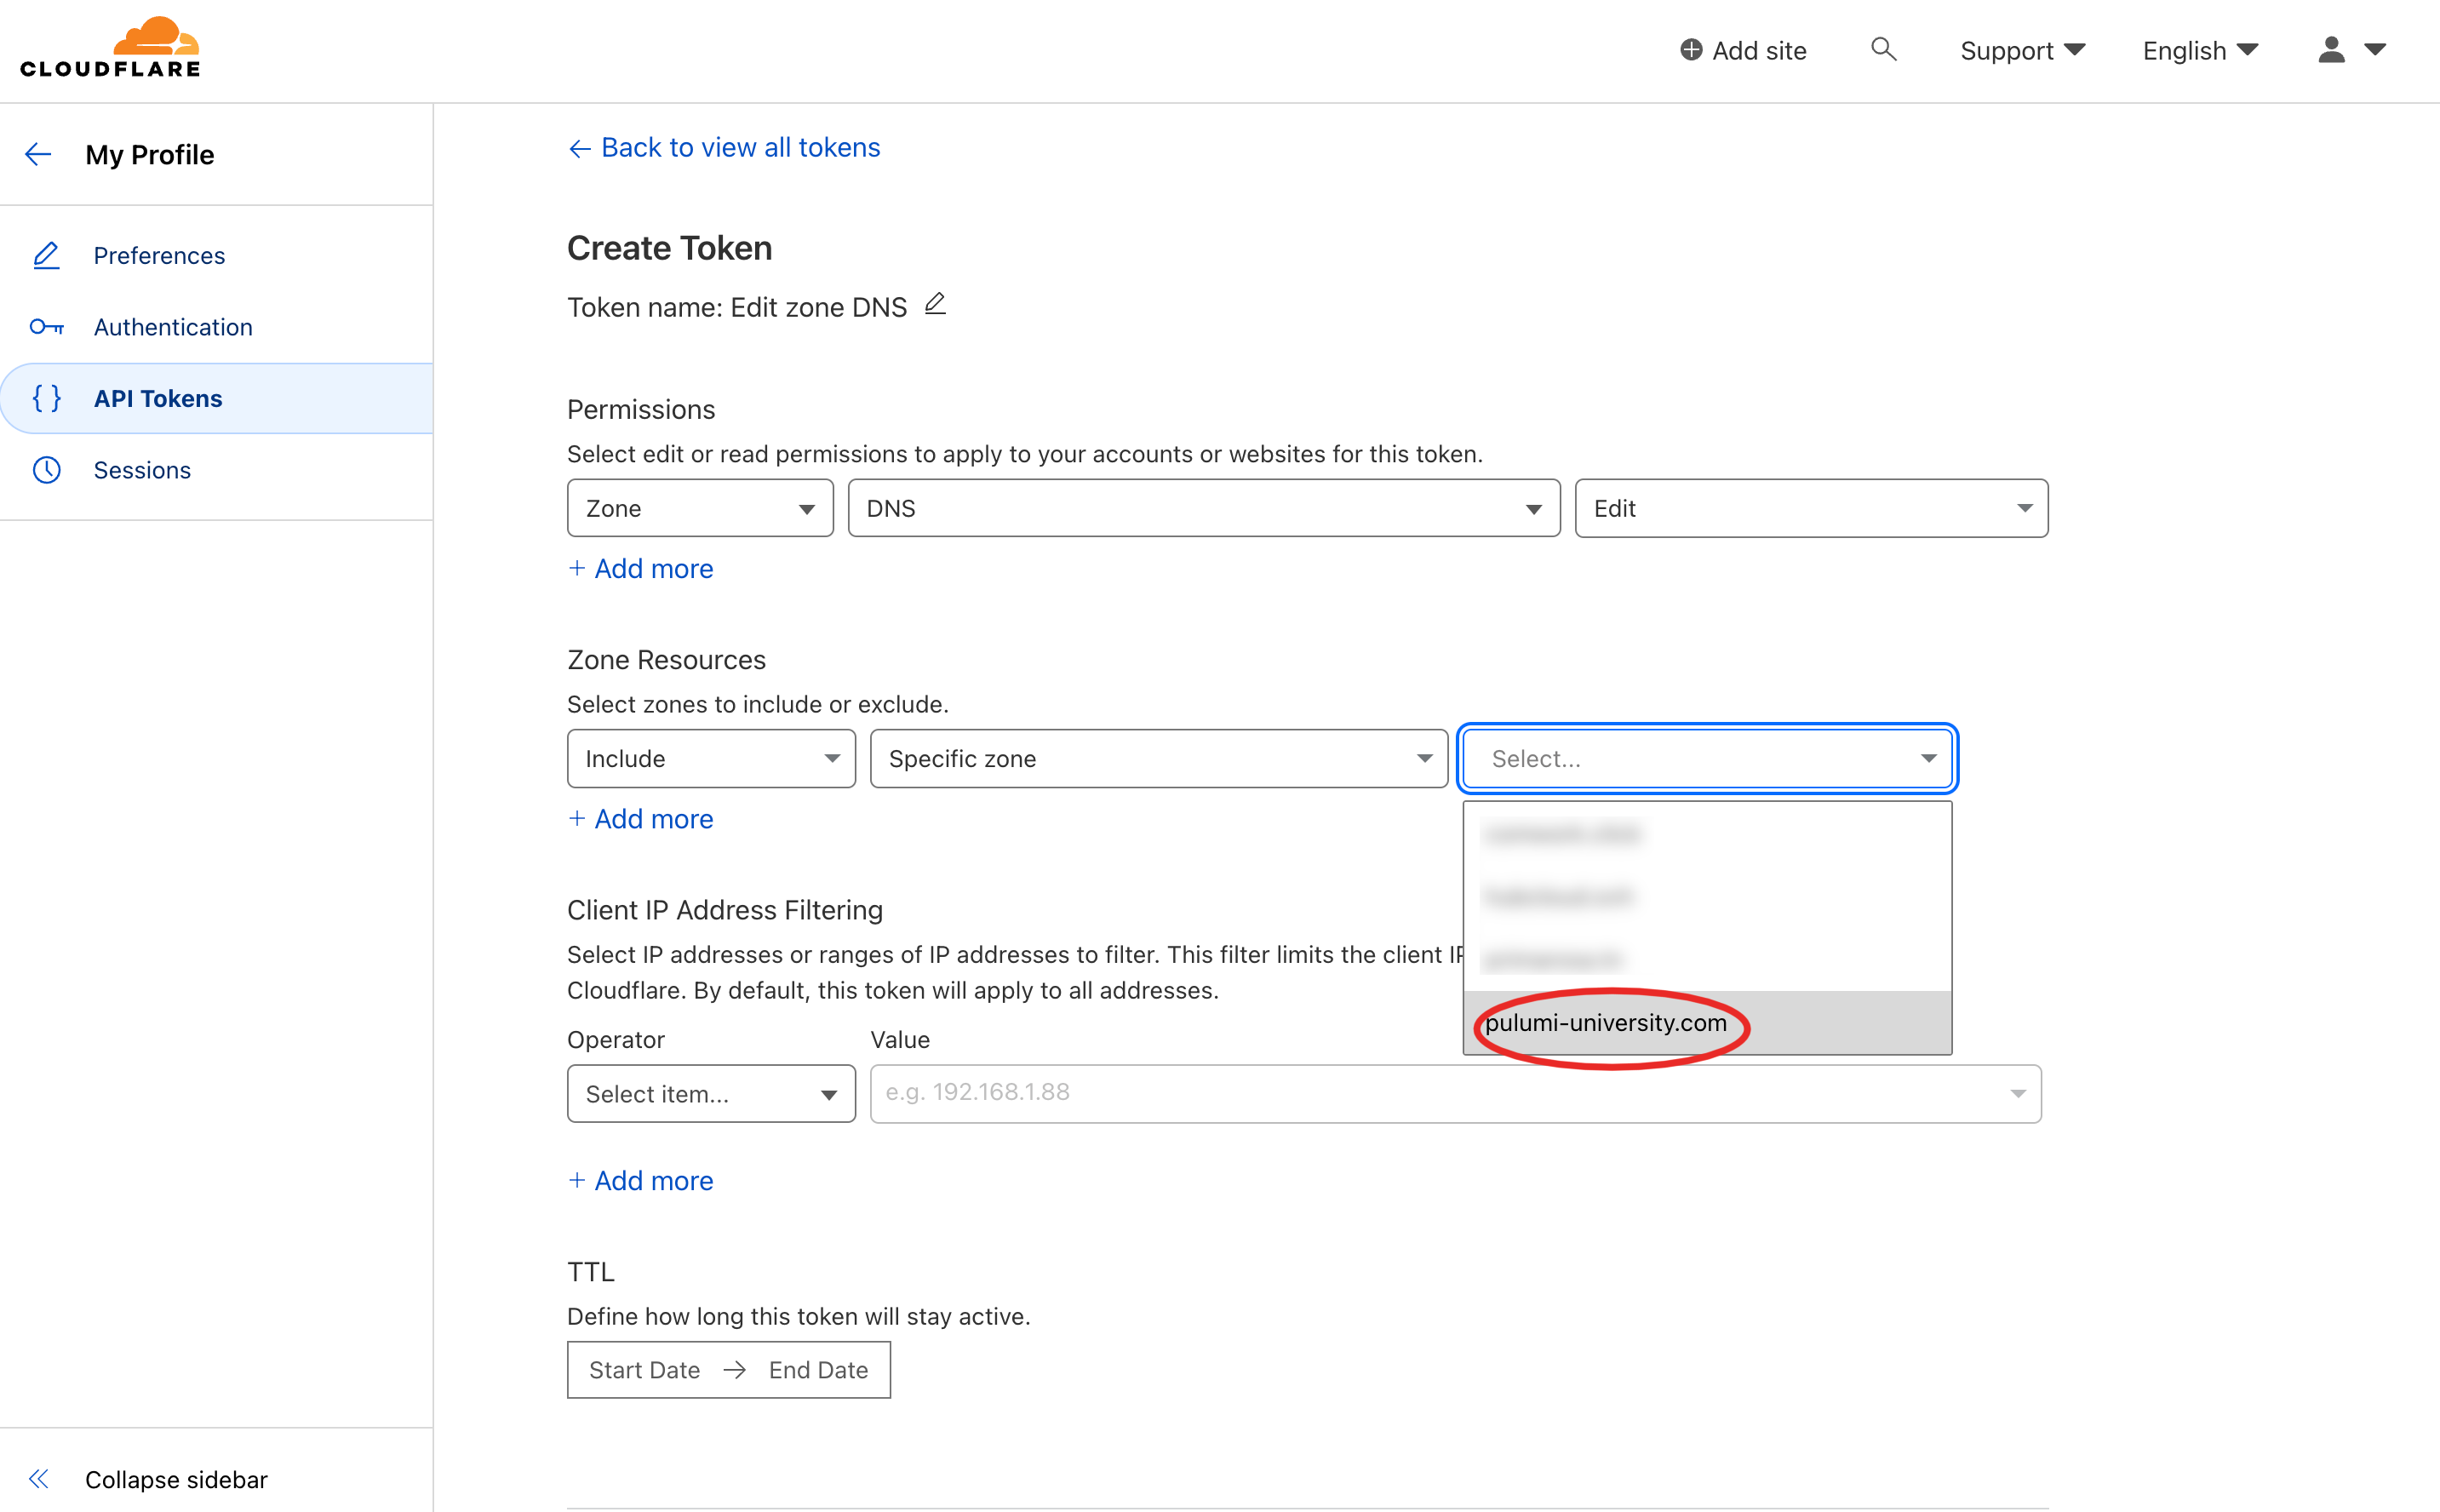 CLOUDFLARE
Add site
Support
English
My Profile
Preferences
Authentication
API Tokens
Sessions
Collapse sidebar
Back to view all tokens
Create Token
Token name: Edit zone DNS
Permissions
Select edit or read permissions to apply to your accounts or websites for this token.
Zone
DNS
Edit
+ Add more
Zone Resources
Select zones to include or exclude.
Include
Specific zone
Select...
pulumi-university.com
+ Add more
Client IP Address Filtering
Select IP addresses or ranges of IP addresses to filter. This filter limits the client IP
Cloudflare. By default, this token will apply to all addresses.
Operator
Value
Select item...
e.g. 192.168.1.88
+ Add more
TTL
Define how long this token will stay active.
Start Date → End Date